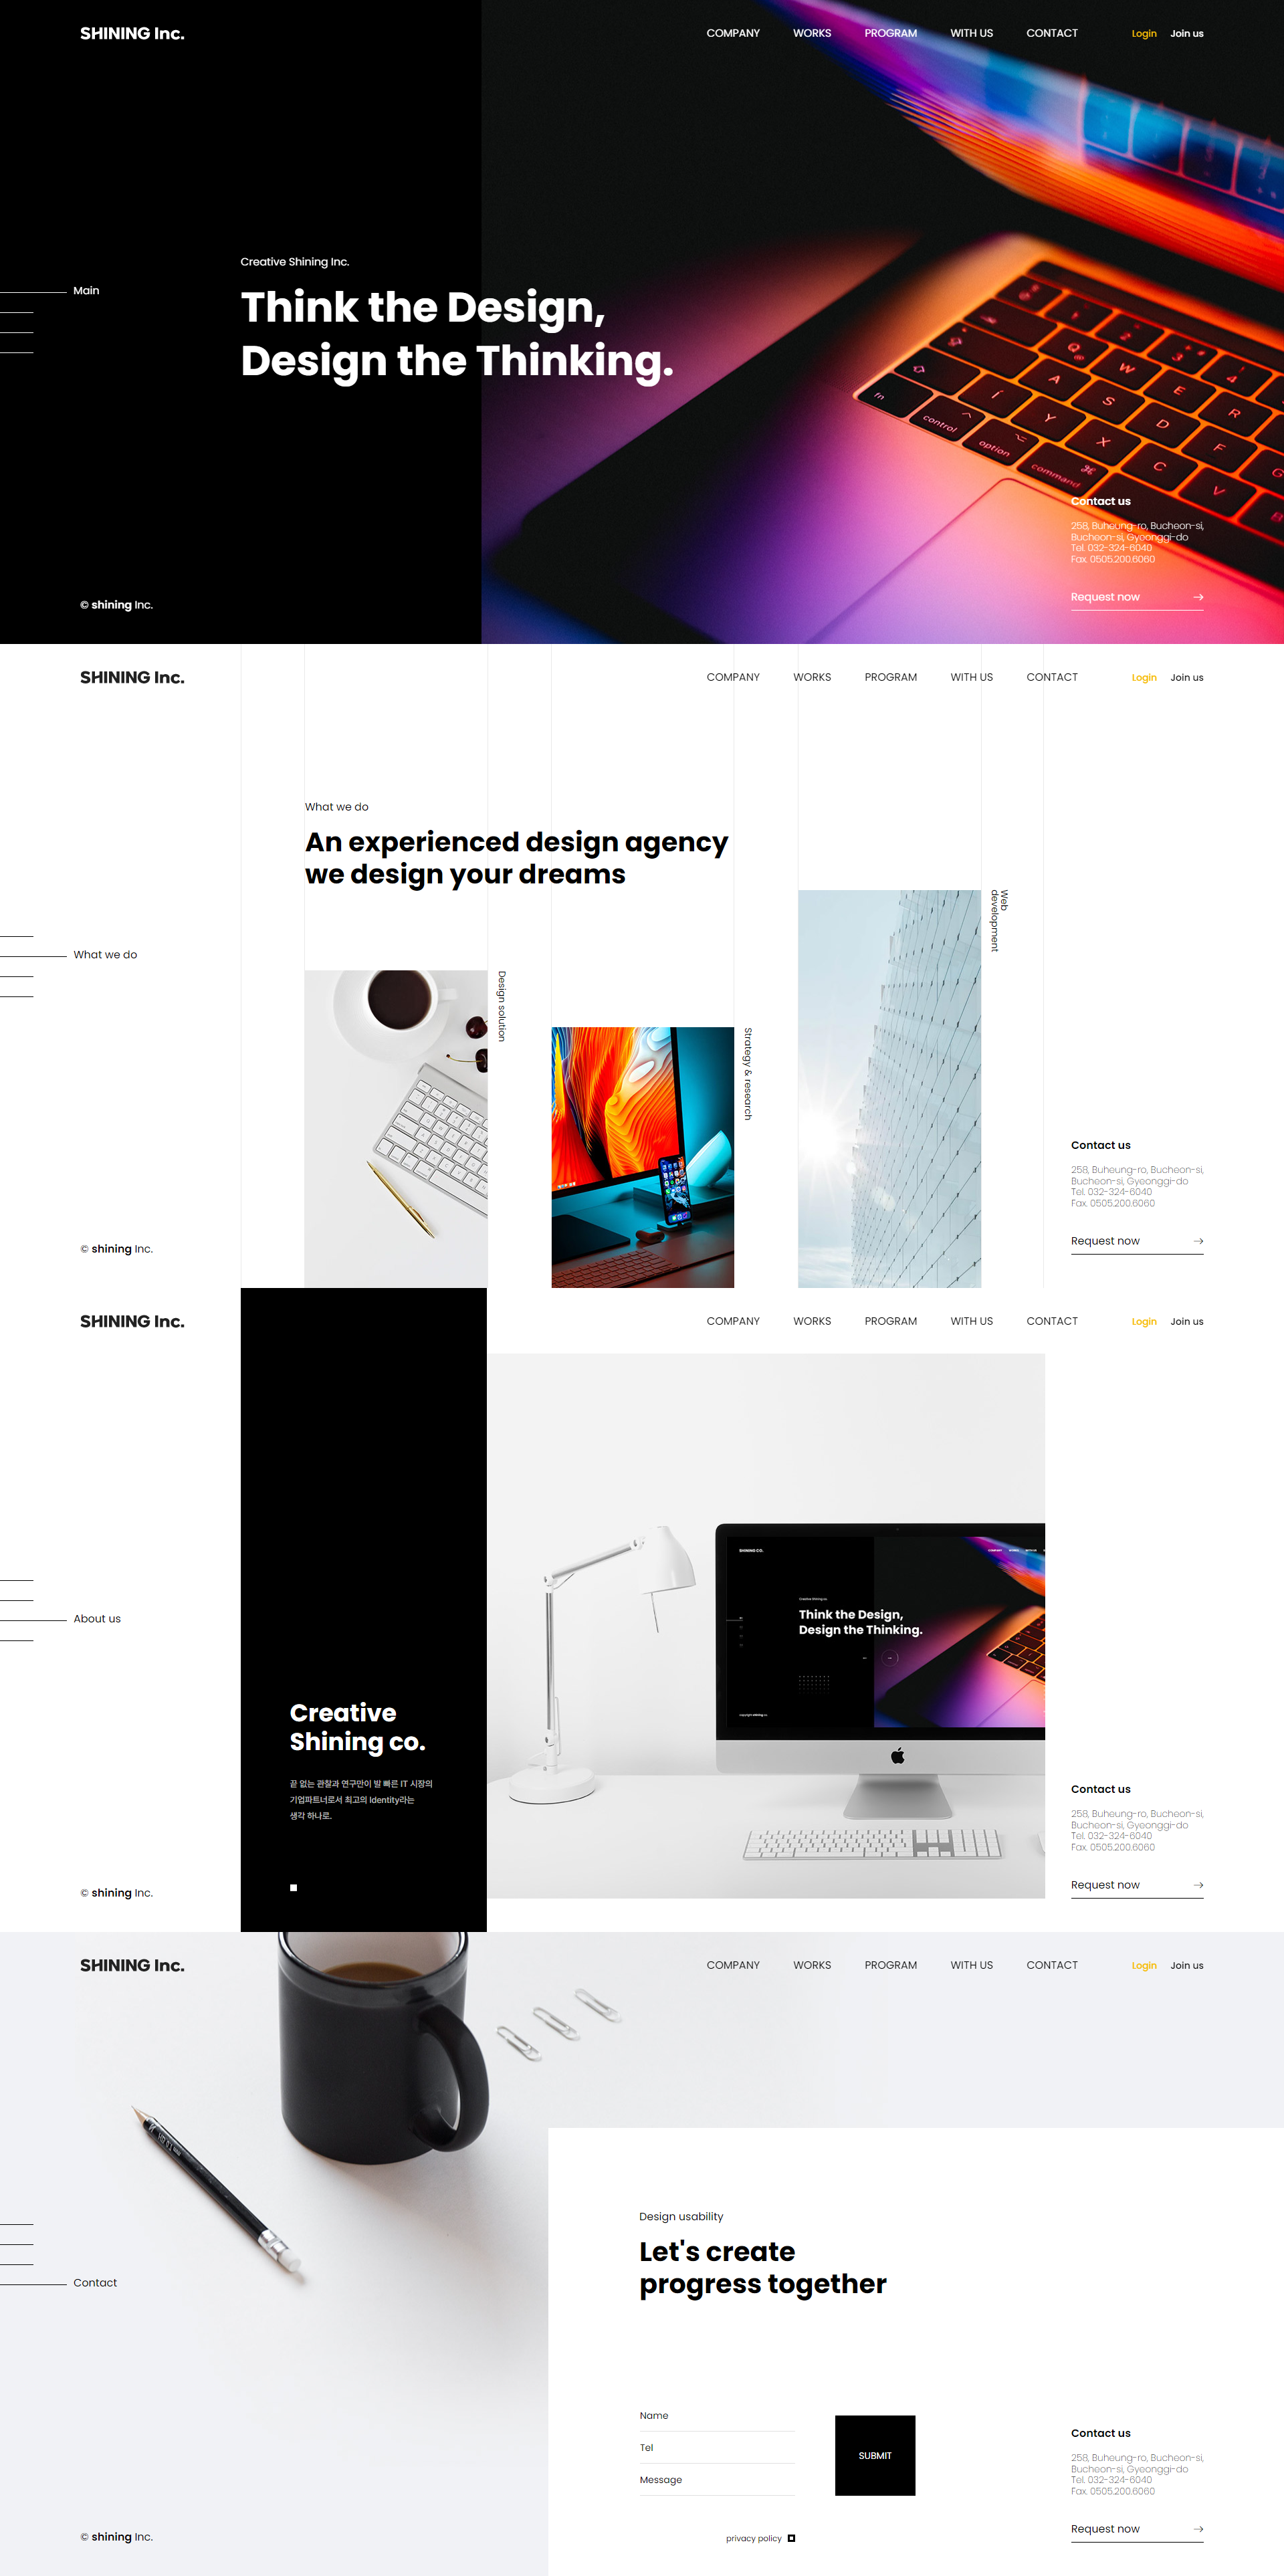 SHINING Inc.
COMPANY WORKS PROGRAM WITH US CONTACT Login Join us
Creative Shining Inc.
Main
Think the Design,
Design the Thinking.
Q W E R
A S D F
Y X C V
fn control option command
Contact us
258, Buheung-ro, Bucheon-si,
Bucheon-si, Gyeonggi-do
Tel. 032-324-6040
Fax. 0505.200.6060
Request now
© shining Inc.
SHINING Inc.
COMPANY WORKS PROGRAM WITH US CONTACT Login Join us
What we do
An experienced design agency
we design your dreams
Web
development
What we do
Design solution
Strategy & research
Contact us
258, Buheung-ro, Bucheon-si,
Bucheon-si, Gyeonggi-do
Tel. 032-324-6040
Fax. 0505.200.6060
Request now
© shining Inc.
SHINING Inc.
COMPANY WORKS PROGRAM WITH US CONTACT Login Join us
SHINING CO.
Creative Shining co.
Think the Design,
Design the Thinking.
About us
Creative
Shining co.
끝 없는 관찰과 연구만이 발 빠른 IT 시장의
기업파트너로서 최고의 Identity라는
생각 하나로.
Contact us
258, Buheung-ro, Bucheon-si,
Bucheon-si, Gyeonggi-do
Tel. 032-324-6040
Fax. 0505.200.6060
Request now
© shining Inc.
SHINING Inc.
COMPANY WORKS PROGRAM WITH US CONTACT Login Join us
Design usability
Let's create
progress together
Contact
Name
Tel
Message
SUBMIT
privacy policy
Contact us
258, Buheung-ro, Bucheon-si,
Bucheon-si, Gyeonggi-do
Tel. 032-324-6040
Fax. 0505.200.6060
Request now
© shining Inc.